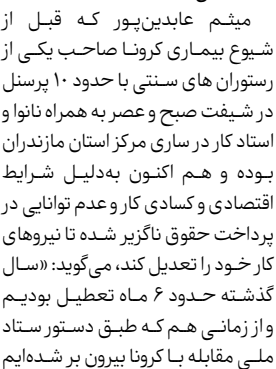 میثم عابدین‌پور که قبل از
شیوع بیماری کرونا صاحب یکی از
رستوران های سنتی با حدود ۱۰ پرسنل
در شیفت صبح و عصر به همراه نانوا و
استاد کار در ساری مرکز استان مازندران
بوده و هم اکنون به‌دلیل شرایط
اقتصادی و کسادی کار و عدم توانایی در
پرداخت حقوق ناگزیر شده تا نیروهای
کار خود را تعدیل کند، می‌گوید: «سال
گذشته حدود ۶ ماه تعطیل بودیم
و از زمانی هم که طبق دستور ستاد
ملی مقابله با کرونا بیرون بر شده‌ایم